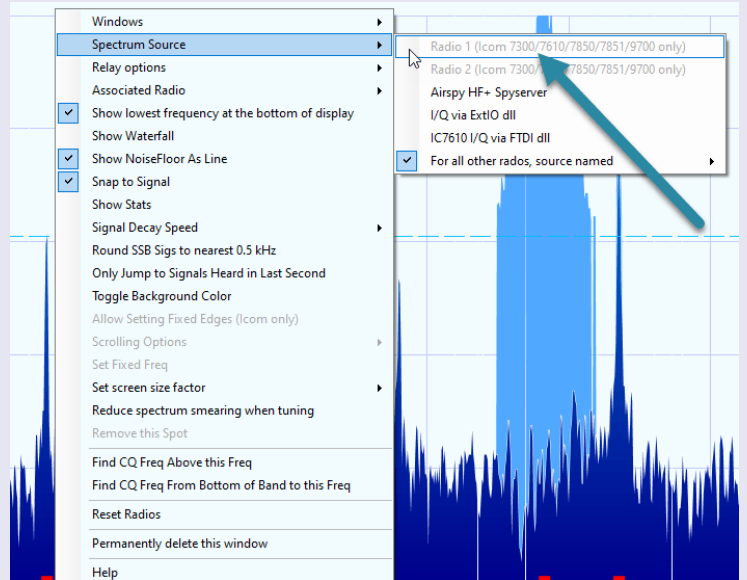 Windows
Spectrum Source
Relay options
Associated Radio
Show lowest frequency at the bottom of display
Show Waterfall
Show NoiseFloor As Line
Snap to Signal
Show Stats
Signal Decay Speed
Round SSB Sigs to nearest 0.5 kHz
Only Jump to Signals Heard in Last Second
Toggle Background Color
Allow Setting Fixed Edges (Icom only)
Scrolling Options
Set Fixed Freq
Set screen size factor
Reduce spectrum smearing when tuning
Remove this Spot
Find CQ Freq Above this Freq
Find CQ Freq From Bottom of Band to this Freq
Reset Radios
Permanently delete this window
Help
Radio 1 (Icom 7300/7610/7850/7851/9700 only)
Radio 2 (Icom 7300/7610/7850/7851/9700 only)
Airspy HF+ Spyserver
I/Q via ExtIO dll
IC7610 I/Q via FTDI dll
For all other rados, source named